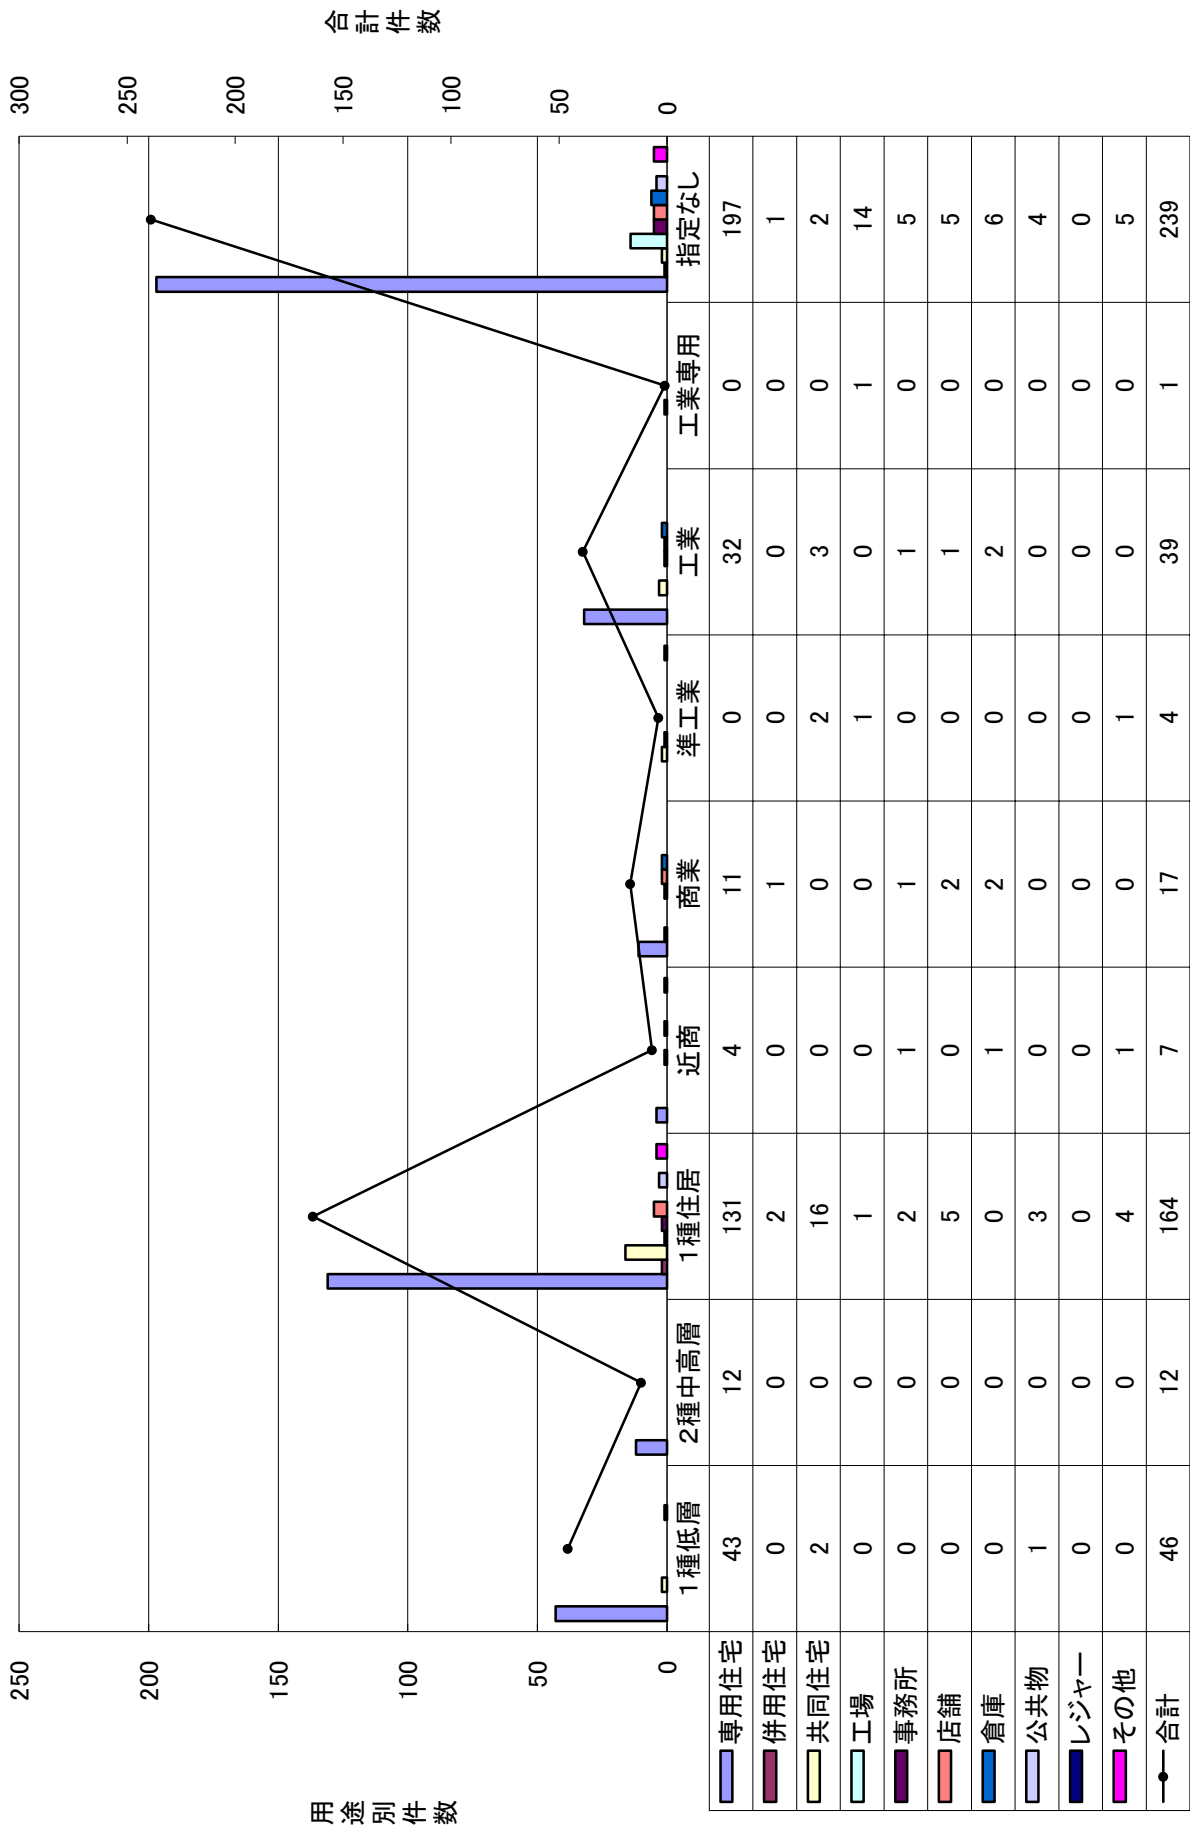 用途別件数
合計件数
250
200
150
100
50
0
300
250
200
150
100
50
0
1種低層 2種中高層 1種住居 近商 商業 準工業 工業 工業専用 指定なし
専用住宅 43 12 131 4 11 0 32 0 197
併用住宅 0 0 2 0 1 0 0 0 1
共同住宅 2 0 16 0 0 2 3 0 2
工場 0 0 1 0 0 1 0 1 14
事務所 0 0 2 1 1 0 1 0 5
店舗 0 0 5 0 2 0 1 0 5
倉庫 0 0 0 1 2 0 2 0 6
公共物 1 0 3 0 0 0 0 0 4
レジャー 0 0 0 0 0 0 0 0 0
その他 0 0 4 1 0 1 0 0 5
合計 46 12 164 7 17 4 39 1 239